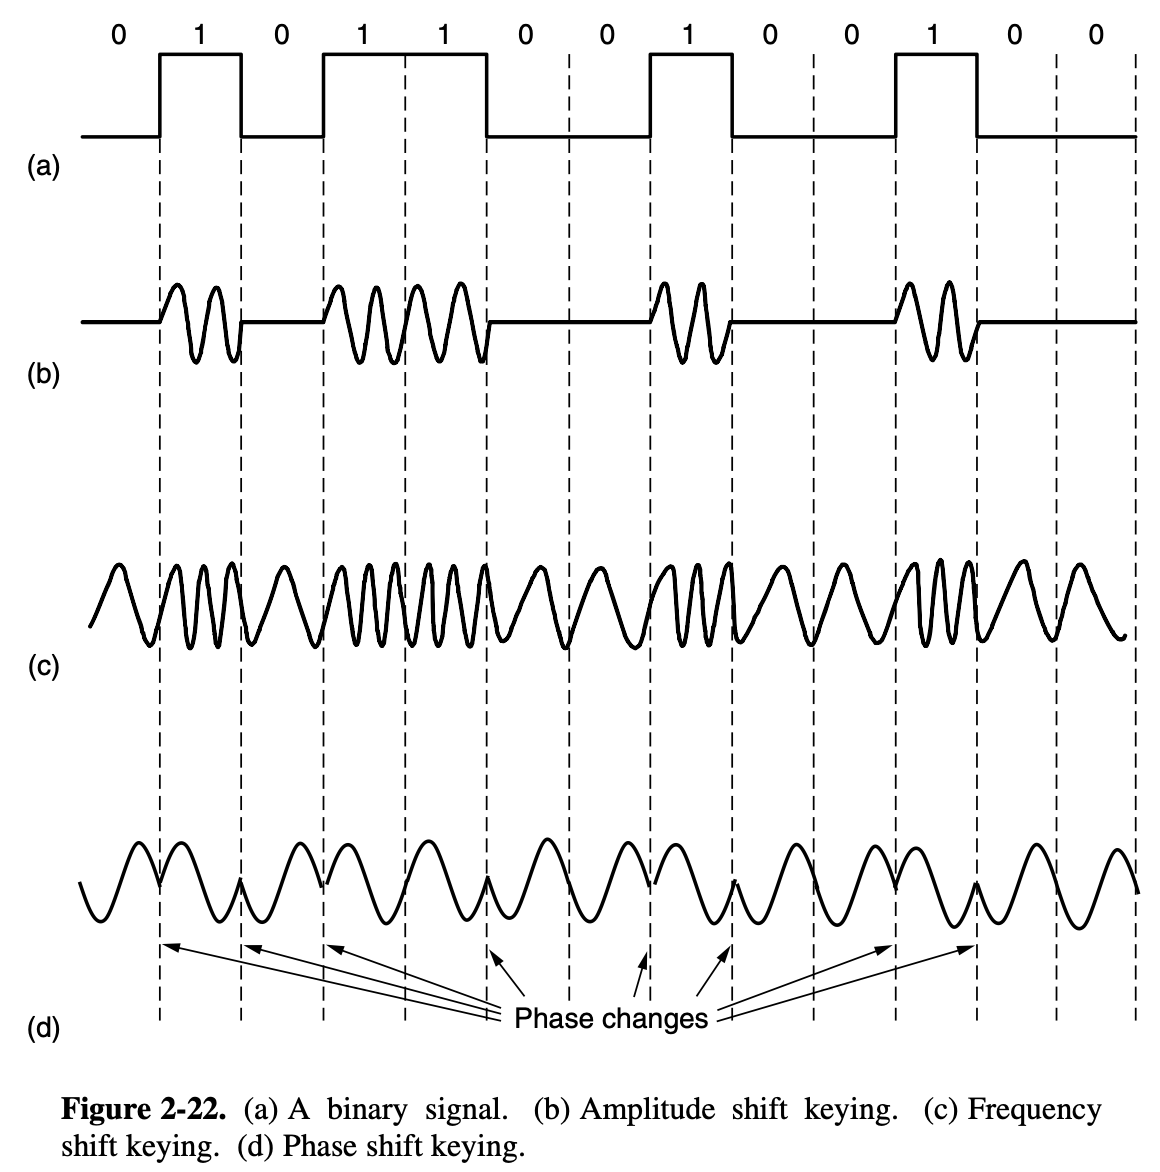 0 1 0 1 1 0 0 1 0 0 1 0 0
(a)
(b)
(c)
Phase changes
(d)
Figure 2-22. (a) A binary signal. (b) Amplitude shift keying. (c) Frequency
shift keying. (d) Phase shift keying.